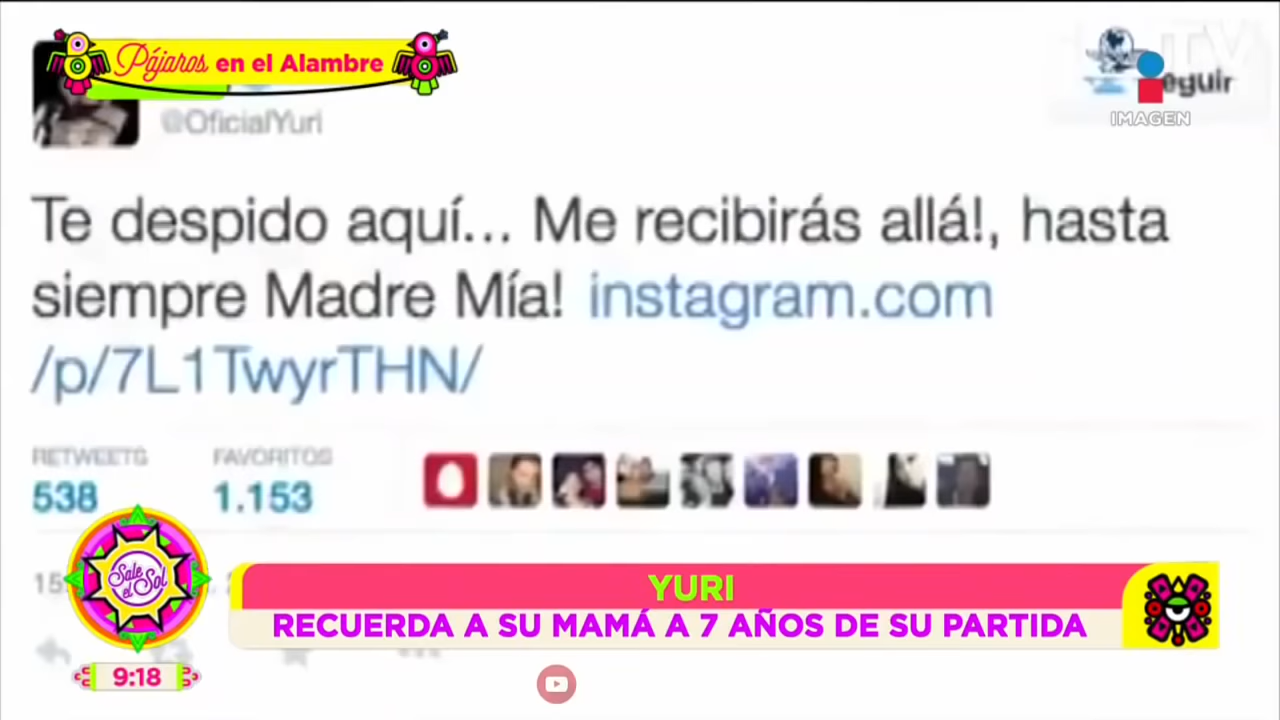 Pájaros en el Alambre
@OficialYuri
IMAGEN
Te despido aquí... Me recibirás allá!, hasta
siempre Madre Mía! instagram.com
/p/7L1TwyrTHN/
RETWEETS
FAVORITOS
538
1.153
Sale
el
Sol
YURI
RECUERDA A SU MAMÁ A 7 AÑOS DE SU PARTIDA
9:18